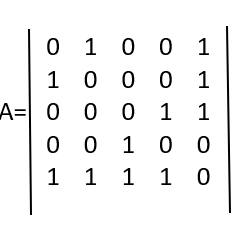 0 1 0 0 1
1 0 0 0 1
A= 0 0 0 1 1
0 0 1 0 0
1 1 1 1 0